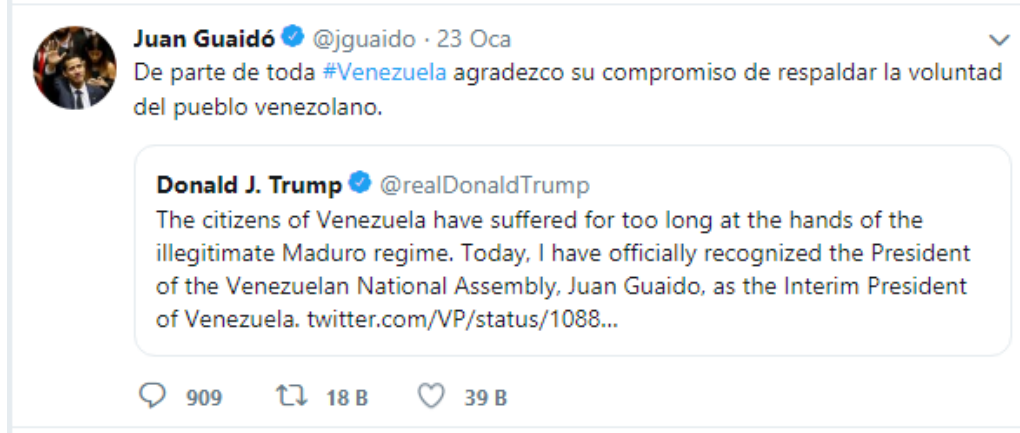 Juan Guaidó @jguaido · 23 Oca
De parte de toda #Venezuela agradezco su compromiso de respaldar la voluntad
del pueblo venezolano.
Donald J. Trump @realDonaldTrump
The citizens of Venezuela have suffered for too long at the hands of the
illegitimate Maduro regime. Today, I have officially recognized the President
of the Venezuelan National Assembly, Juan Guaido, as the Interim President
of Venezuela. twitter.com/VP/status/1088...
909 18 B 39 B